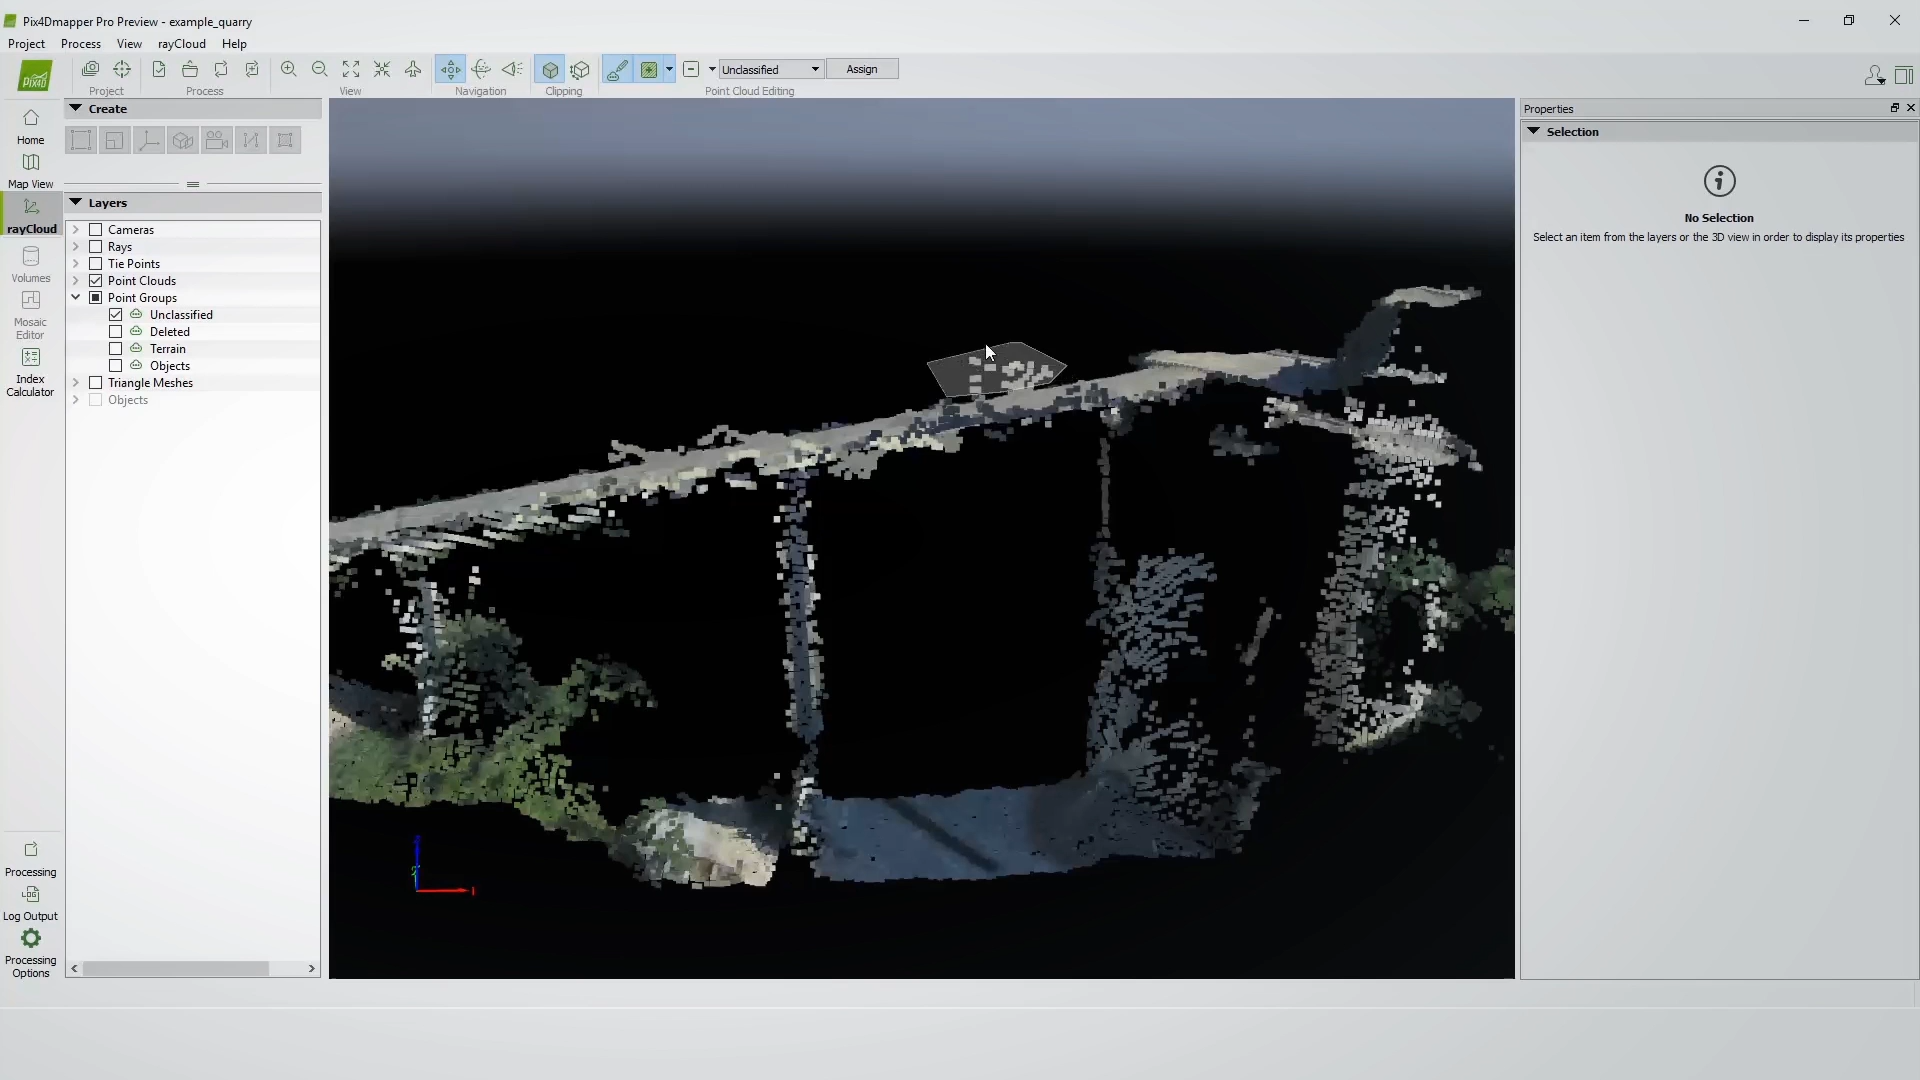 Pix4Dmapper Pro Preview - example_quarry
Project Process View rayCloud Help
PIX4D
Unclassified
Assign
Project
Process
View
Navigation
Clipping
Point Cloud Editing
Home
Map View
rayCloud
Volumes
Mosaic
Editor
Index
Calculator
Processing
Log Output
Processing
Options
Create
Layers
Cameras
Rays
Tie Points
Point Clouds
Point Groups
Unclassified
Deleted
Terrain
Objects
Triangle Meshes
Objects
Properties
Selection
No Selection
Select an item from the layers or the 3D view in order to display its properties